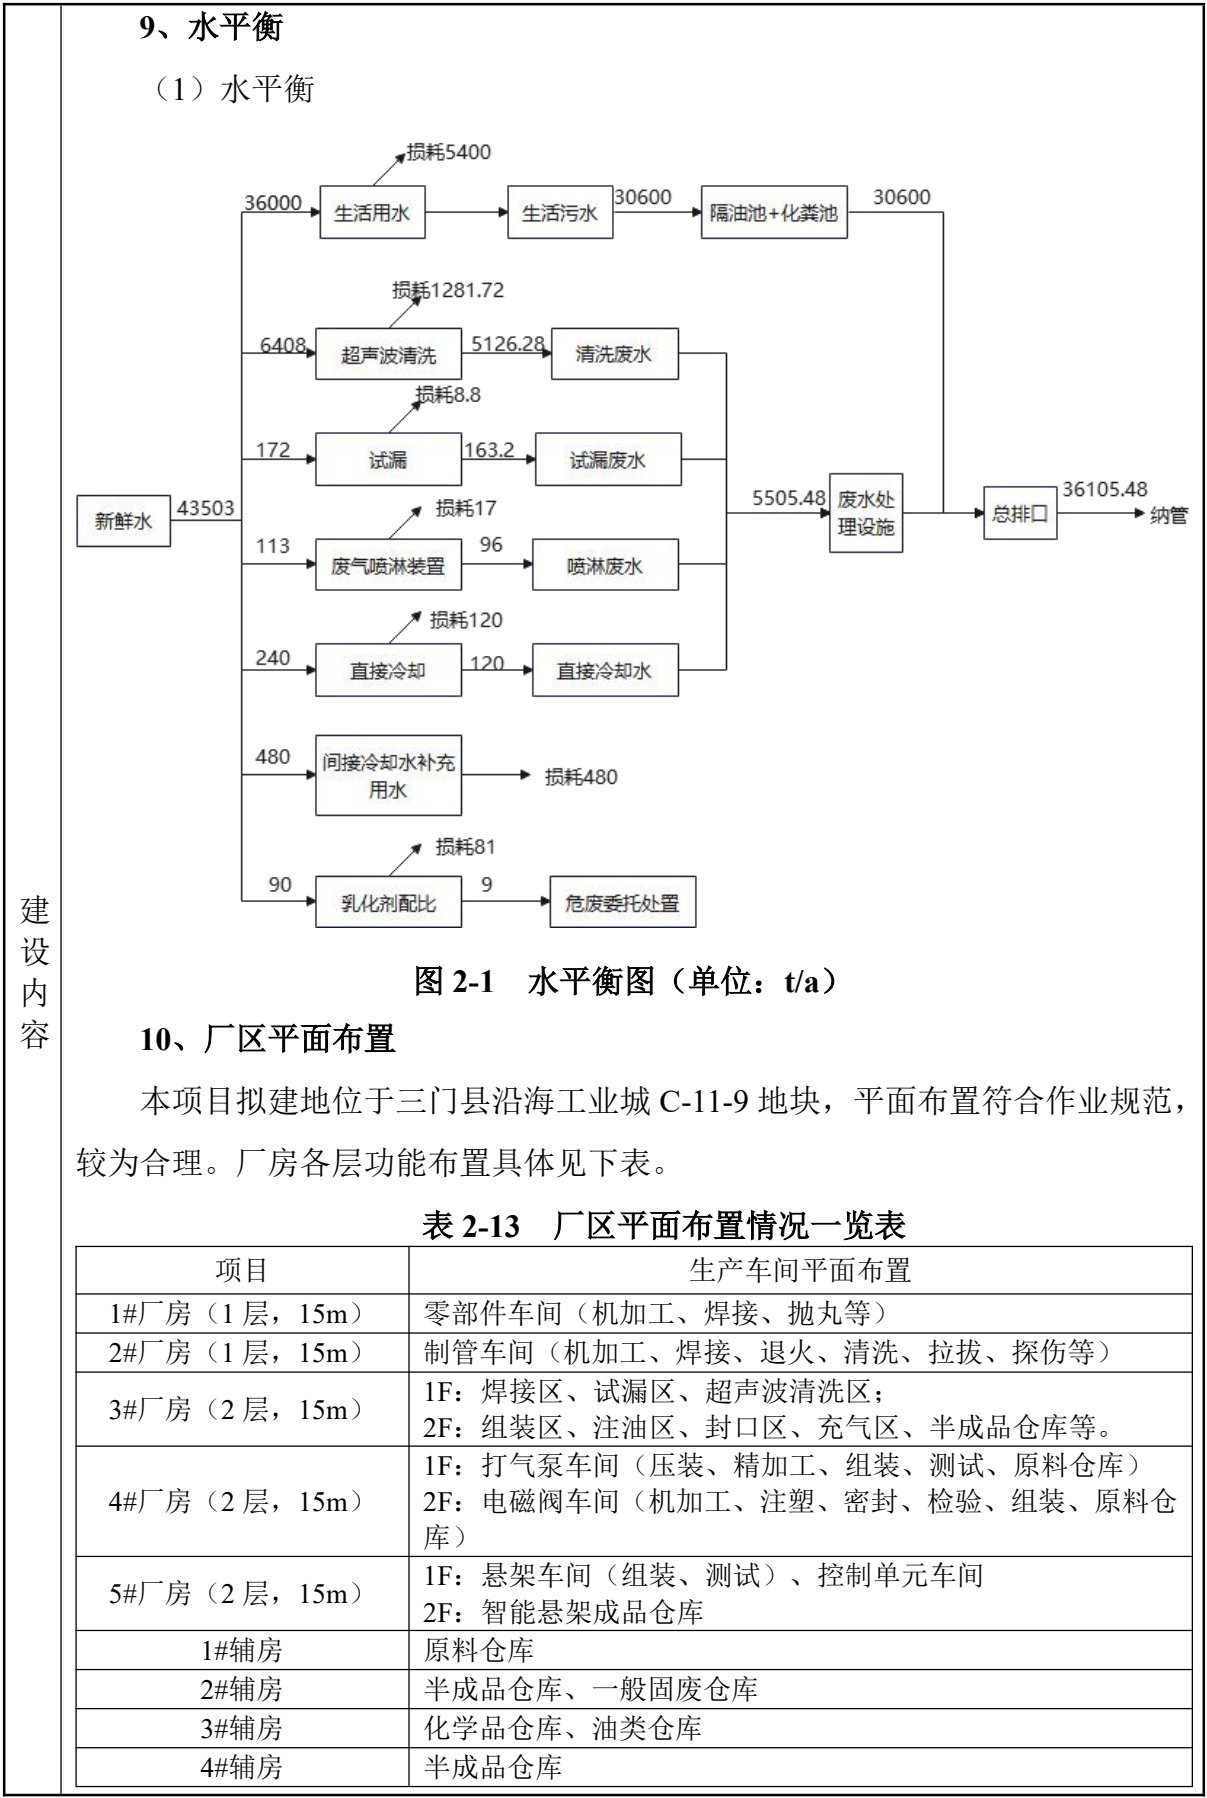 9、水平衡
（1）水平衡
损耗5400
36000
生活用水
生活污水
30600
隔油池+化粪池
30600
损耗1281.72
6408
超声波清洗
5126.28
清洗废水
损耗8.8
172
试漏
163.2
试漏废水
新鲜水
43503
5505.48
废水处
理设施
总排口
36105.48
纳管
损耗17
113
废气喷淋装置
96
喷淋废水
损耗120
240
直接冷却
120
直接冷却水
480
间接冷却水补充
用水
损耗480
损耗81
90
乳化剂配比
9
危废委托处置
图 2-1 水平衡图（单位：t/a）
建
设
内
容
10、厂区平面布置
本项目拟建地位于三门县沿海工业城 C-11-9 地块，平面布置符合作业规范，
较为合理。厂房各层功能布置具体见下表。
表 2-13 厂区平面布置情况一览表
项目 生产车间平面布置
1#厂房（1 层，15m） 零部件车间（机加工、焊接、抛丸等）
2#厂房（1 层，15m） 制管车间（机加工、焊接、退火、清洗、拉拔、探伤等）
3#厂房（2 层，15m） 1F：焊接区、试漏区、超声波清洗区；
2F：组装区、注油区、封口区、充气区、半成品仓库等。
4#厂房（2 层，15m） 1F：打气泵车间（压装、精加工、组装、测试、原料仓库）
2F：电磁阀车间（机加工、注塑、密封、检验、组装、原料仓
库）
5#厂房（2 层，15m） 1F：悬架车间（组装、测试）、控制单元车间
2F：智能悬架成品仓库
1#辅房 原料仓库
2#辅房 半成品仓库、一般固废仓库
3#辅房 化学品仓库、油类仓库
4#辅房 半成品仓库